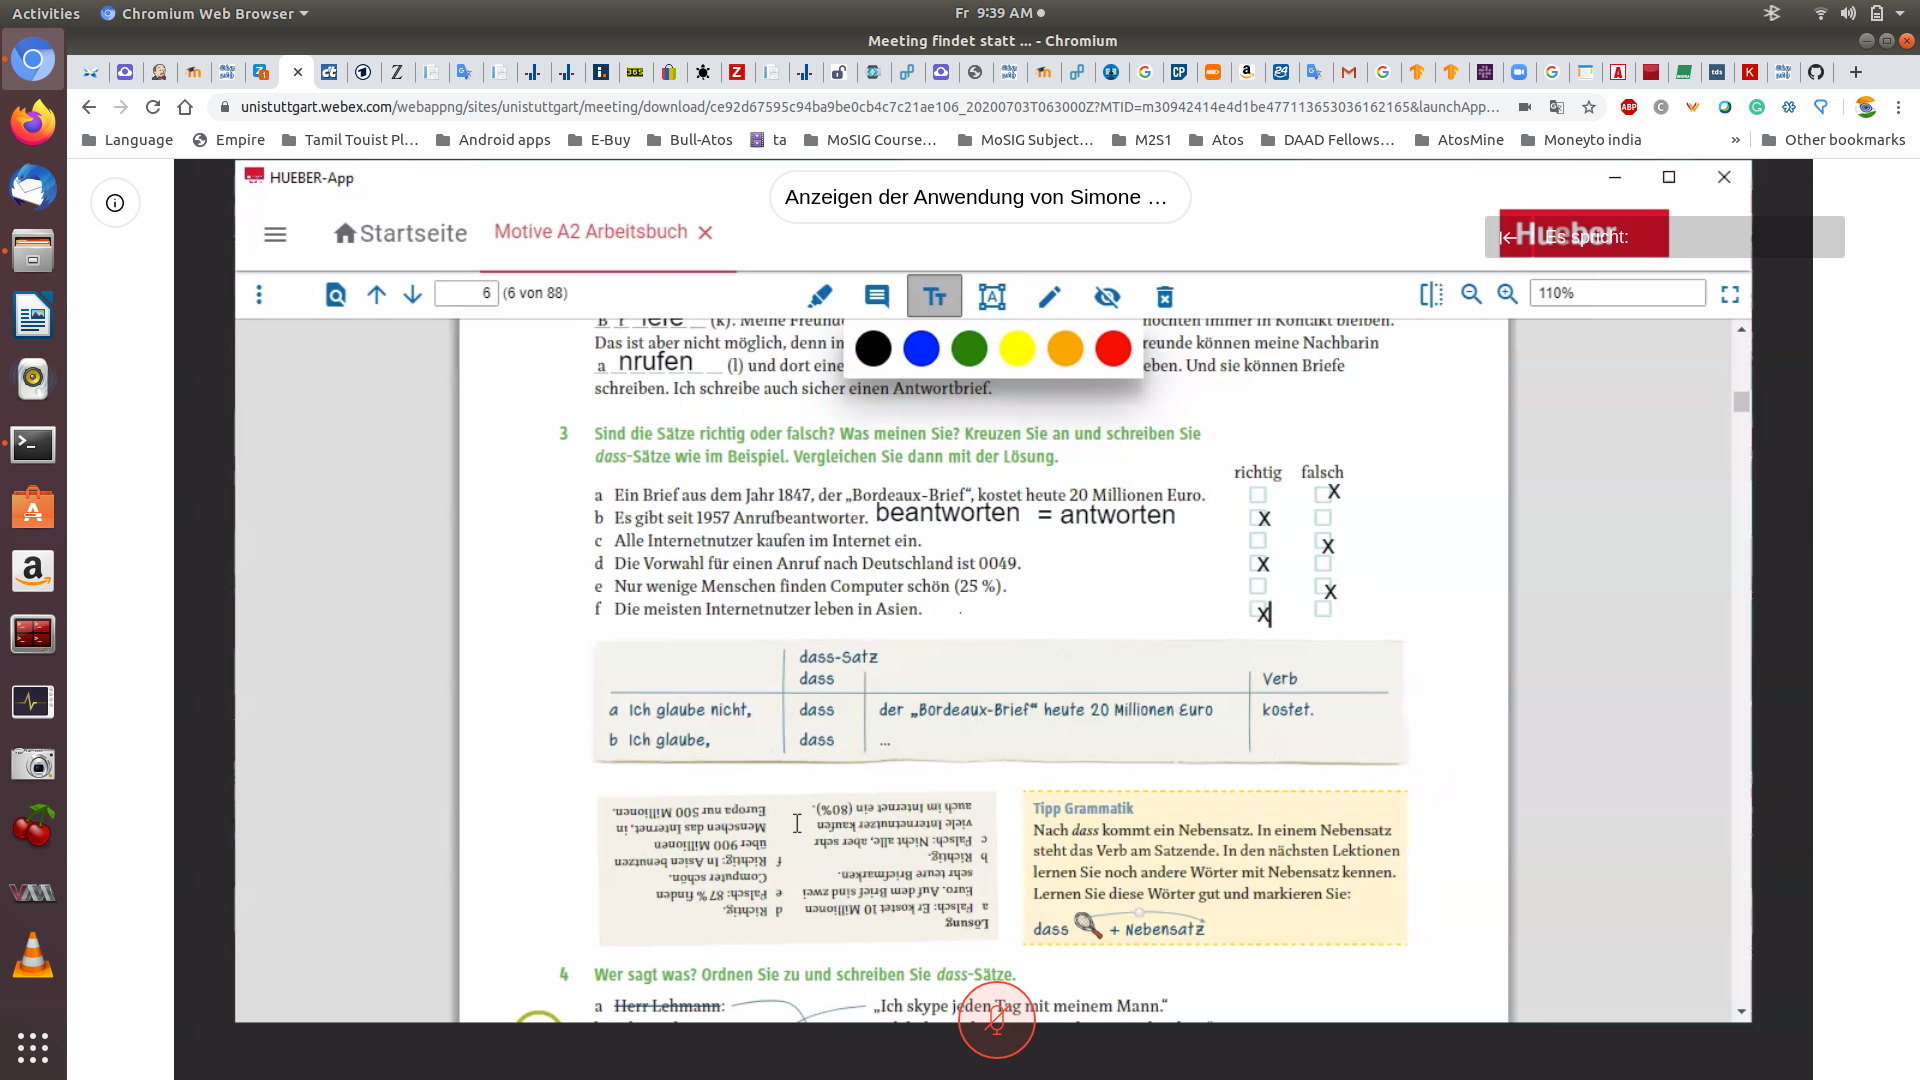 Activities
Chromium Web Browser
Fr 9:39 AM
Meeting findet statt ... - Chromium
unistuttgart.webex.com/webappng/sites/unistuttgart/meeting/download/ce92d67595c94ba9be0cb4c7c21ae106_20200703T063000Z?MTID=m30942414e4d1be477113653036162165&launchApp...
Language
Empire
Tamil Touist Pl...
Android apps
E-Buy
Bull-Atos
ta
MoSIG Course...
MoSIG Subject...
M2S1
Atos
DAAD Fellows...
AtosMine
Moneyto india
»
Other bookmarks
HUEBER-App
Anzeigen der Anwendung von Simone ...
Startseite
Motive A2 Arbeitsbuch
Hueber
Es spricht:
6 (6 von 88)
110%
(k). Meine Freunde
möchten immer in Kontakt bleiben.
Das ist aber nicht möglich, denn in
reunde können meine Nachbarin
a nrufen (l) und dort eine
eben. Und sie können Briefe
schreiben. Ich schreibe auch sicher einen Antwortbrief.
3 Sind die Sätze richtig oder falsch? Was meinen Sie? Kreuzen Sie an und schreiben Sie
dass-Sätze wie im Beispiel. Vergleichen Sie dann mit der Lösung.
richtig falsch
a Ein Brief aus dem Jahr 1847, der „Bordeaux-Brief“, kostet heute 20 Millionen Euro. x
b Es gibt seit 1957 Anrufbeantworter. beantworten = antworten x
c Alle Internetnutzer kaufen im Internet ein. x
d Die Vorwahl für einen Anruf nach Deutschland ist 0049. x
e Nur wenige Menschen finden Computer schön (25 %). x
f Die meisten Internetnutzer leben in Asien. x
dass-Satz
dass Verb
a Ich glaube nicht, dass der „Bordeaux-Brief“ heute 20 Millionen Euro kostet.
b Ich glaube, dass ...
Lösung
a Falsch: Er kostet 10 Millionen
Euro. Auf dem Brief sind zwei
sehr teure Briefmarken.
b Richtig.
c Falsch: Nicht alle, aber sehr
viele Internetnutzer kaufen
auch im Internet ein (80%).
d Richtig.
e Falsch: 87 % finden
Computer schön.
f Richtig: In Asien benutzen
über 900 Millionen
Menschen das Internet, in
Europa nur 500 Millionen.
Tipp Grammatik
Nach dass kommt ein Nebensatz. In einem Nebensatz
steht das Verb am Satzende. In den nächsten Lektionen
lernen Sie noch andere Wörter mit Nebensatz kennen.
Lernen Sie diese Wörter gut und markieren Sie:
dass + Nebensatz
4 Wer sagt was? Ordnen Sie zu und schreiben Sie dass-Sätze.
a Herr Lehmann: „Ich skype jeden Tag mit meinem Mann.“